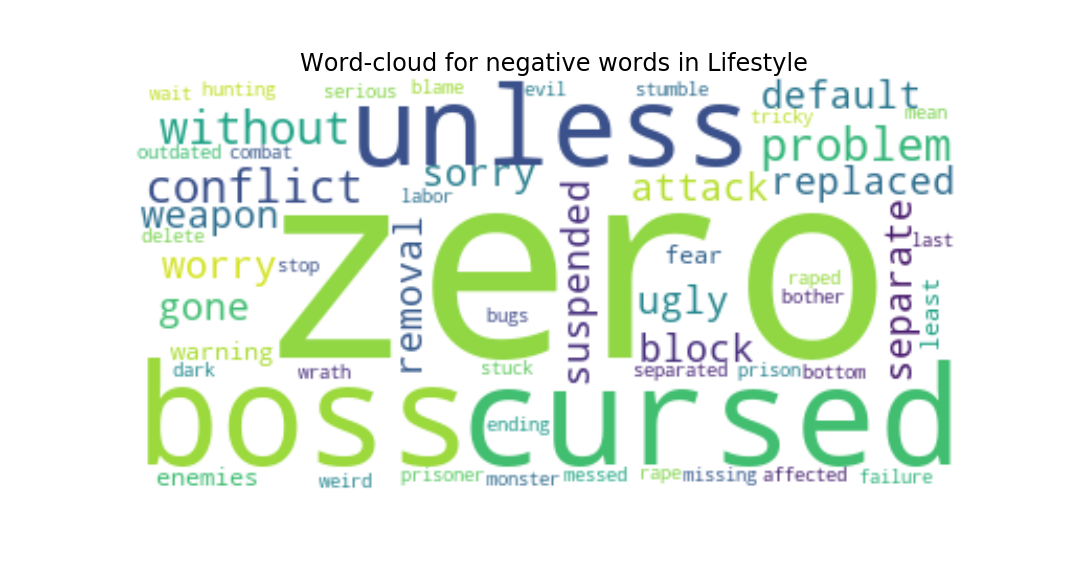 Word-cloud for negative words in Lifestyle
wait hunting serious blame evil stumble default
without unless tricky mean
outdated combat problem
conflict sorry attack replaced
weapon labor
delete zero last
worry stop removal suspended fear separate
gone bugs ugly raped bother least
warning block
dark wrath stuck separated prison bottom
boss cursed
ending
enemies weird prisoner monster messed rape missing affected failure